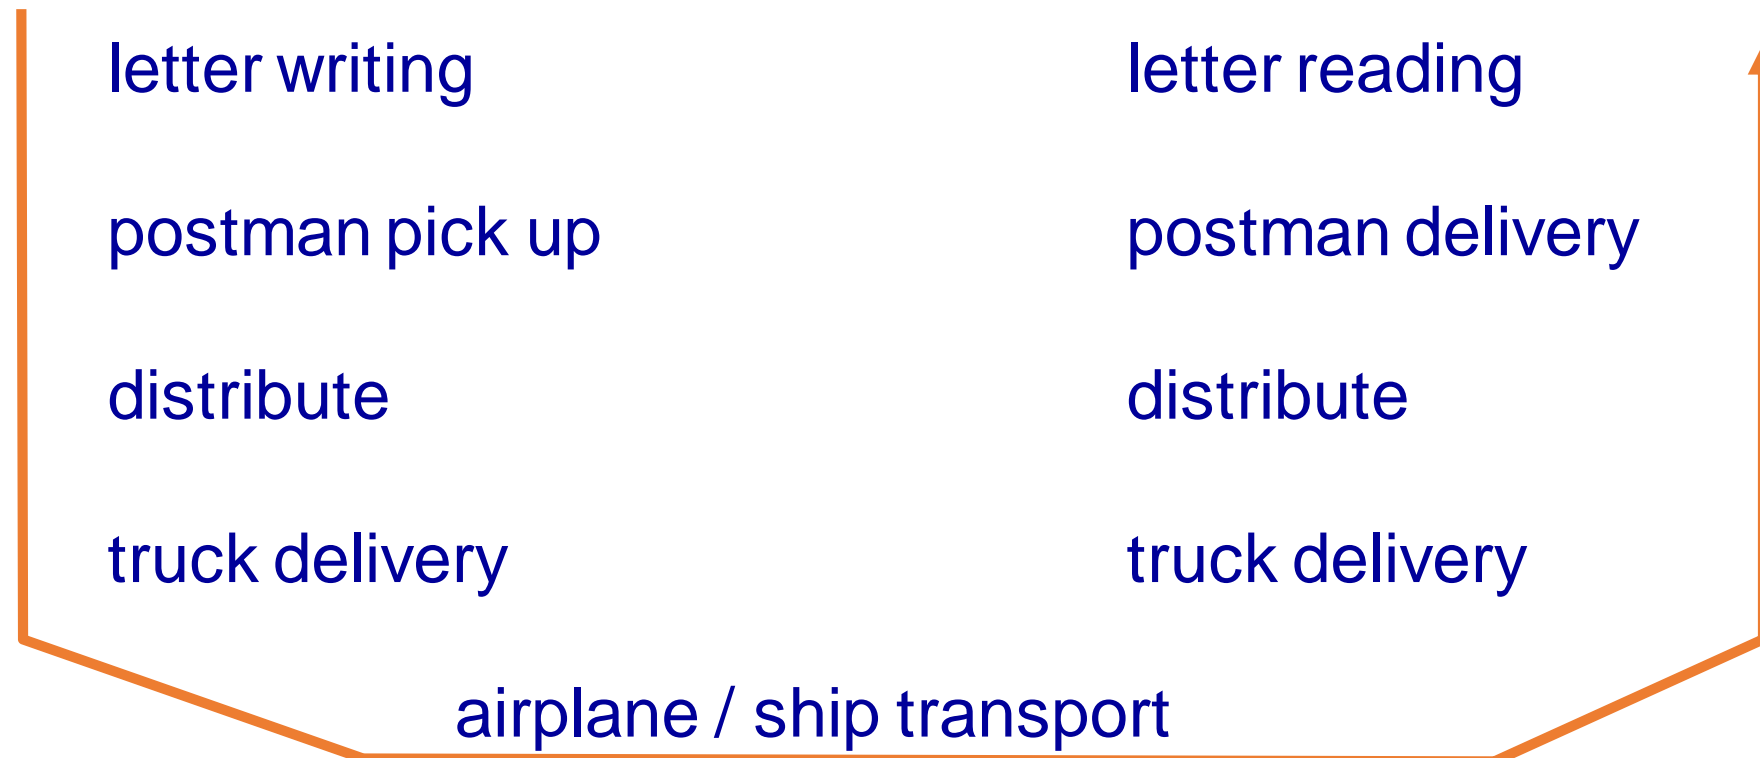 letter writing letter reading
postman pick up postman delivery
distribute distribute
truck delivery truck delivery
airplane / ship transport